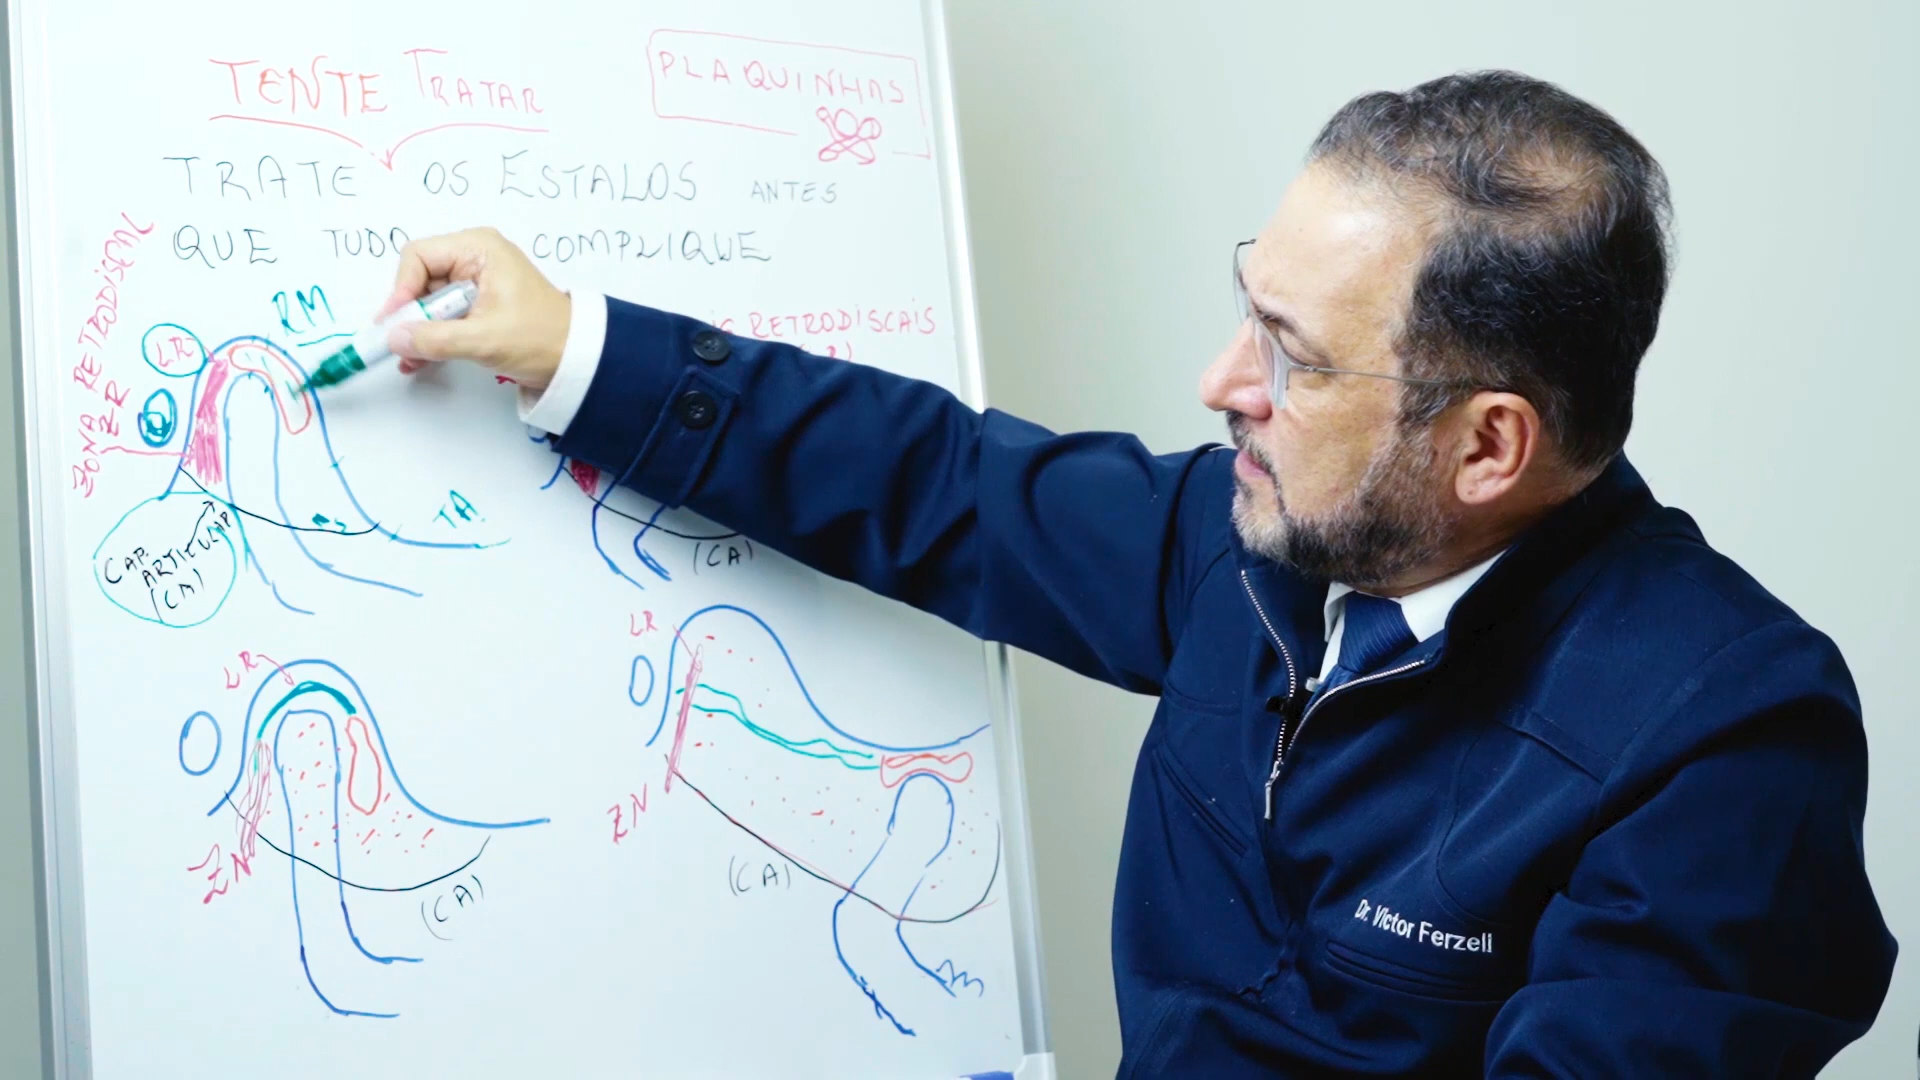 TENTE TRATAR
PLAQUINHAS
TRATE OS ESTALOS ANTES
QUE TUDO COMPLIQUE
ZONA RETRODISCAL
ZR
RM
LR
RETRODISCAIS
TA
CAP.
ARTICULAR
(CA)
(CA)
LR
ZN
(CA)
LR
ZN
(CA)
Dr. Victor Ferzeli